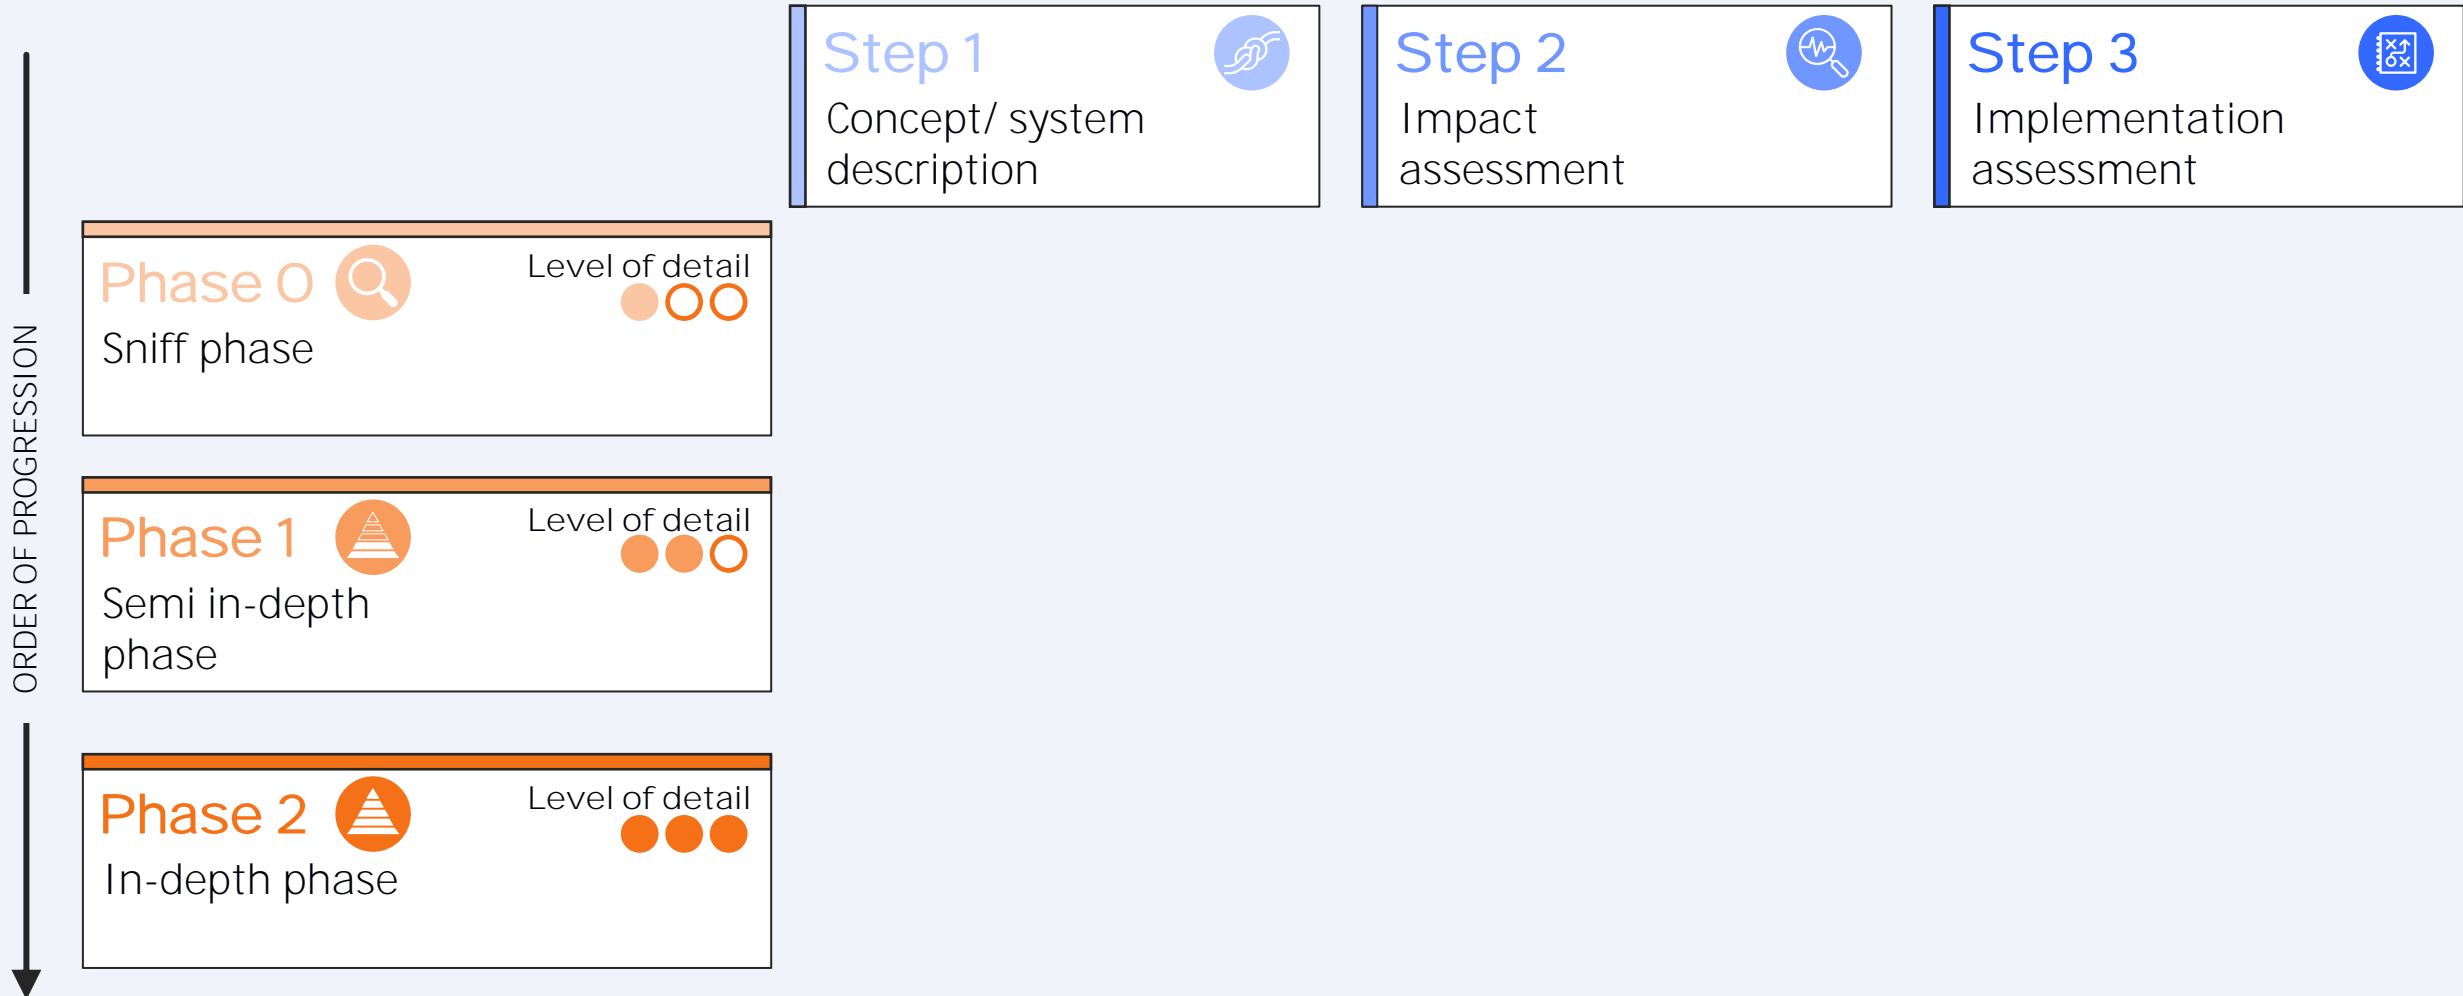 Step 1
Concept/ system
description
Step 2
Impact
assessment
Step 3
Implementation
assessment
ORDER OF PROGRESSION
Phase 0
Level of detail
Sniff phase
Phase 1
Level of detail
Semi in-depth
phase
Phase 2
Level of detail
In-depth phase